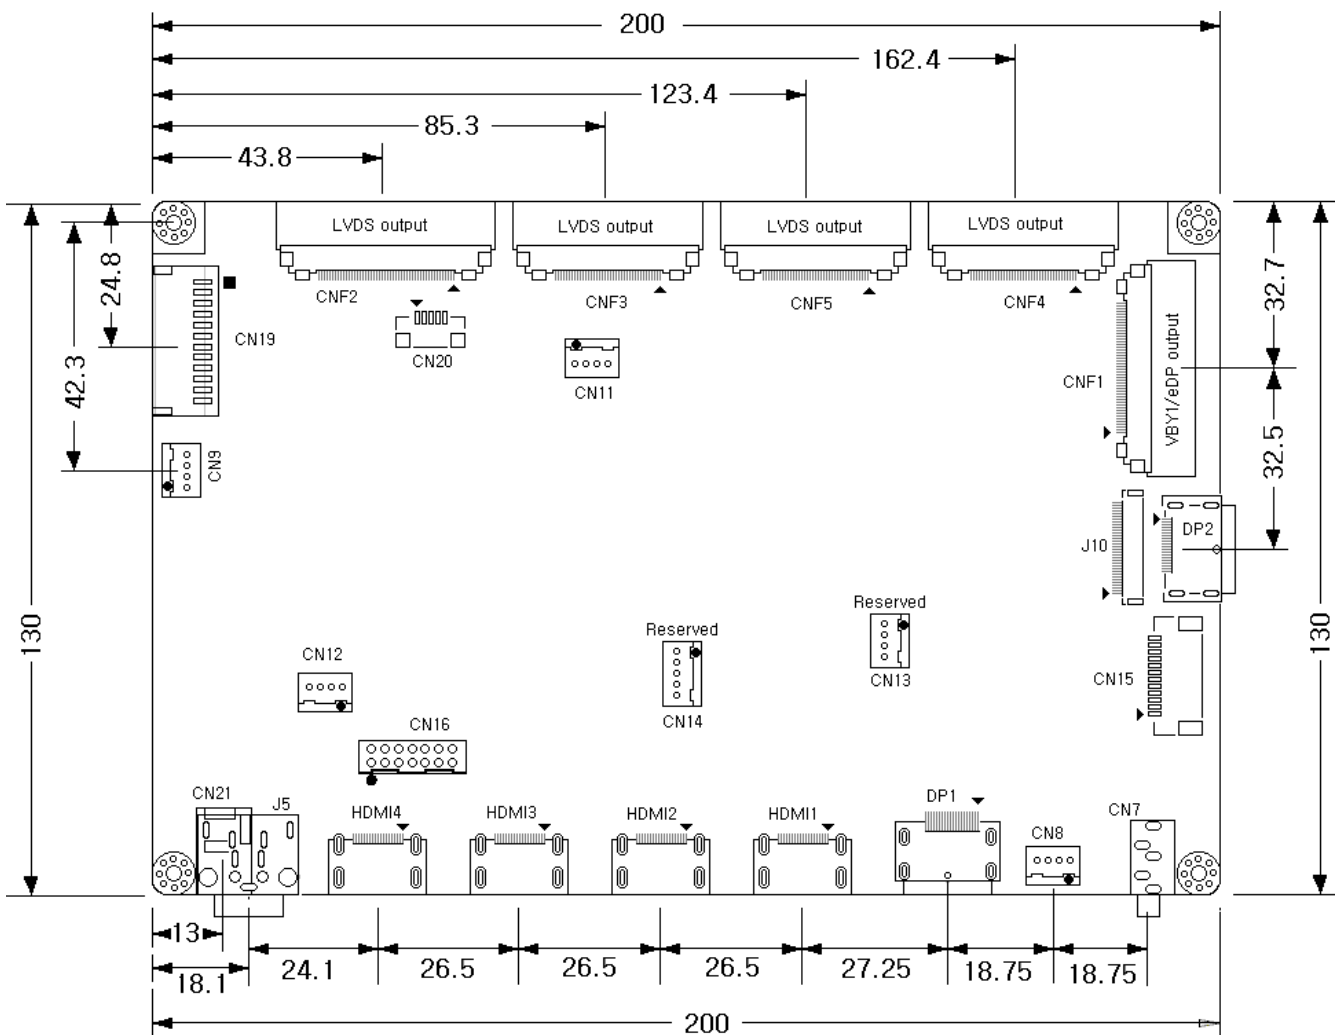 200
162.4
123.4
85.3
43.8
LVDS output
LVDS output
LVDS output
LVDS output
24.8
32.7
CNF2
CNF3
CNF5
CNF4
CN19
CN20
42.3
CN11
CNF1
VBY1/eDP output
32.5
CN9
DP2
J10
Reserved
130
Reserved
130
CN12
CN13
CN15
CN14
CN16
CN21
J5
HDMI4
HDMI3
HDMI2
HDMI1
DP1
CN7
CN8
13
24.1
26.5
26.5
26.5
27.25
18.75
18.75
18.1
200